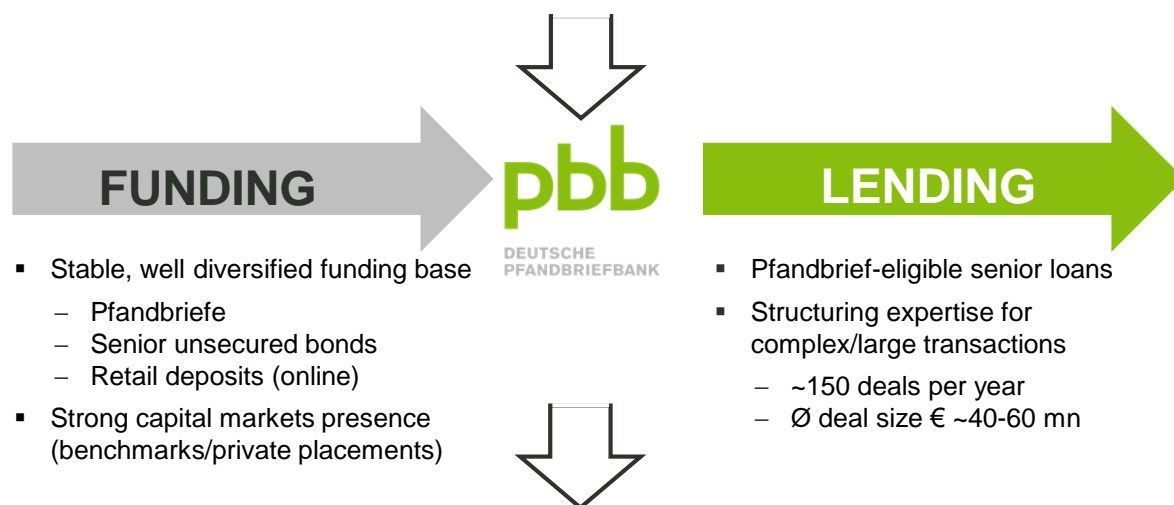 FUNDING
▪ Stable, well diversified funding base
– Pfandbriefe
– Senior unsecured bonds
– Retail deposits (online)
▪ Strong capital markets presence
(benchmarks/private placements)
pbb
DEUTSCHE
PFANDBRIEFBANK
LENDING
▪ Pfandbrief-eligible senior loans
▪ Structuring expertise for
complex/large transactions
– ~150 deals per year
– Ø deal size € ~40-60 mn